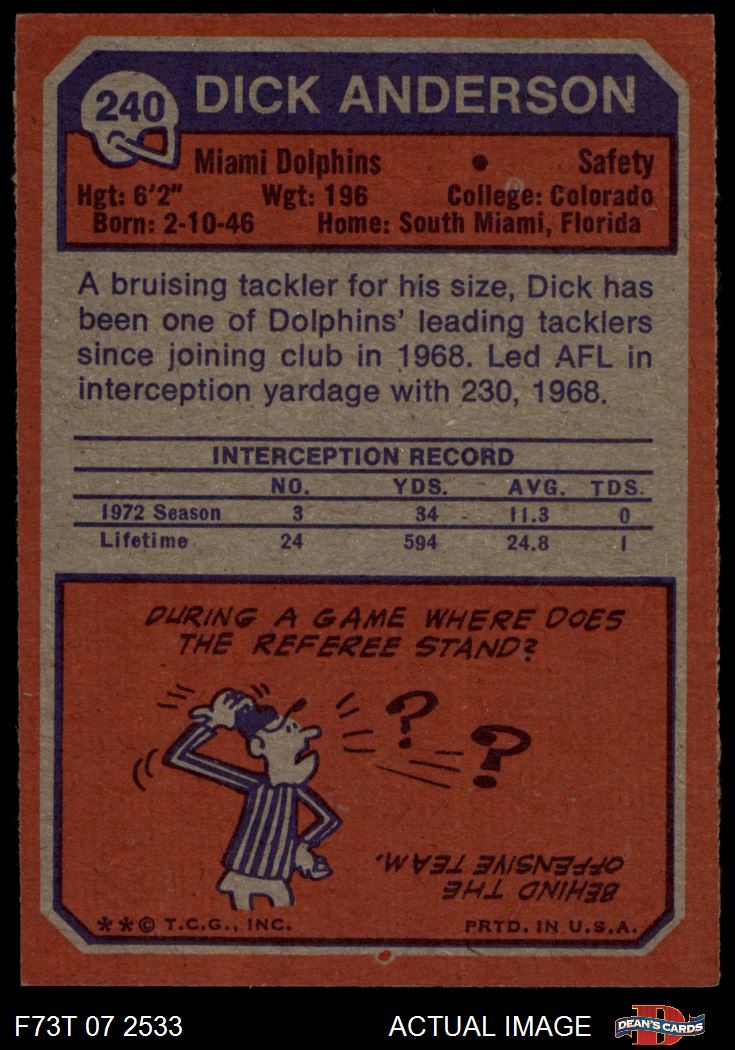 240
DICK ANDERSON
Miami Dolphins • Safety
Hgt: 6'2" Wgt: 196 College: Colorado
Born: 2-10-46 Home: South Miami, Florida
A bruising tackler for his size, Dick has
been one of Dolphins' leading tacklers
since joining club in 1968. Led AFL in
interception yardage with 230, 1968.
INTERCEPTION RECORD
NO. YDS. AVG. TDS.
1972 Season 3 34 11.3 0
Lifetime 24 594 24.8 1
DURING A GAME WHERE DOES
THE REFEREE STAND?
? ?
BEHIND THE
OFFENSIVE TEAM.
**© T.C.G., INC. PRTD. IN U.S.A.
F73T 07 2533 ACTUAL IMAGE D DEAN'S CARDS